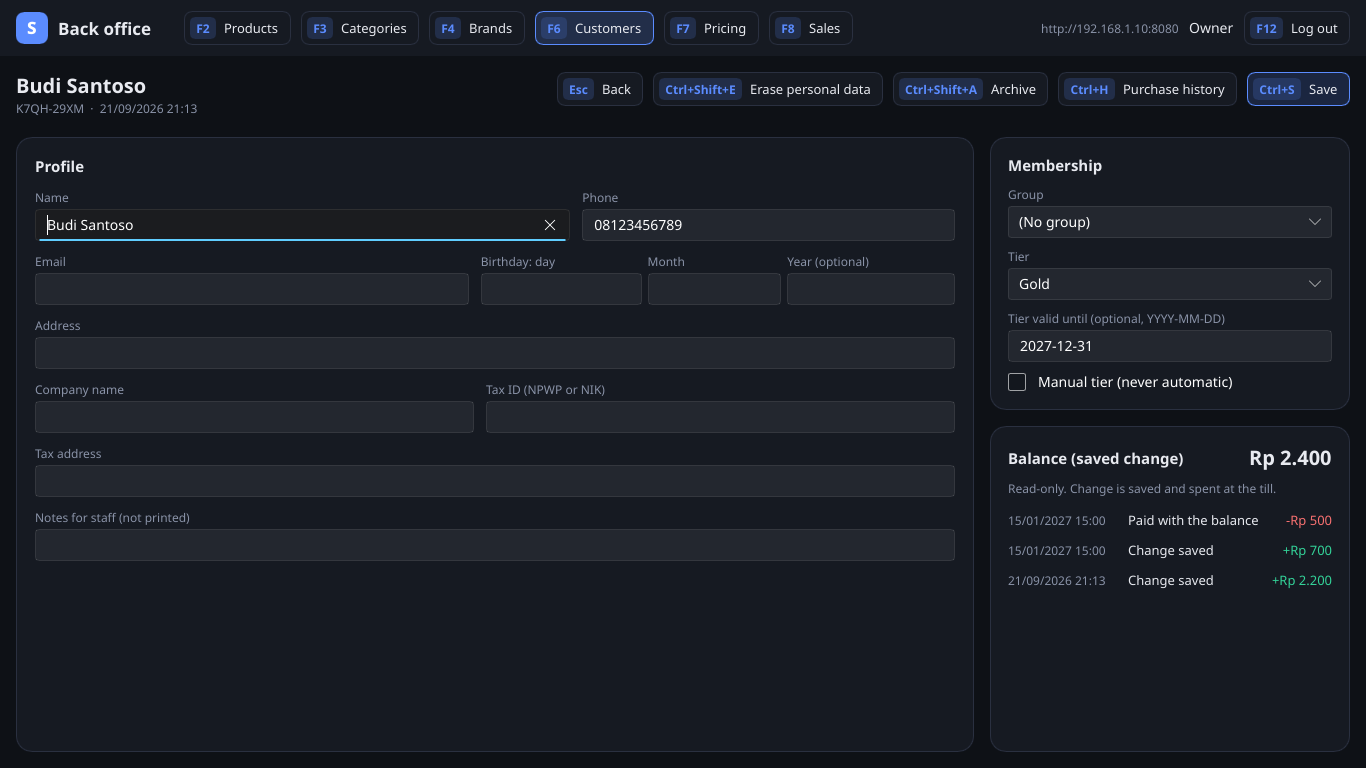 S Back office F2 Products F3 Categories F4 Brands F6 Customers F7 Pricing F8 Sales http://192.168.1.10:8080 Owner F12 Log out
Budi Santoso
K7QH-29XM · 21/09/2026 21:13
Esc Back Ctrl+Shift+E Erase personal data Ctrl+Shift+A Archive Ctrl+H Purchase history Ctrl+S Save
Profile
Name Phone
Budi Santoso 08123456789
Email Birthday: day Month Year (optional)
Address
Company name Tax ID (NPWP or NIK)
Tax address
Notes for staff (not printed)
Membership
Group
(No group)
Tier
Gold
Tier valid until (optional, YYYY-MM-DD)
2027-12-31
Manual tier (never automatic)
Balance (saved change) Rp 2.400
Read-only. Change is saved and spent at the till.
15/01/2027 15:00 Paid with the balance -Rp 500
15/01/2027 15:00 Change saved +Rp 700
21/09/2026 21:13 Change saved +Rp 2.200